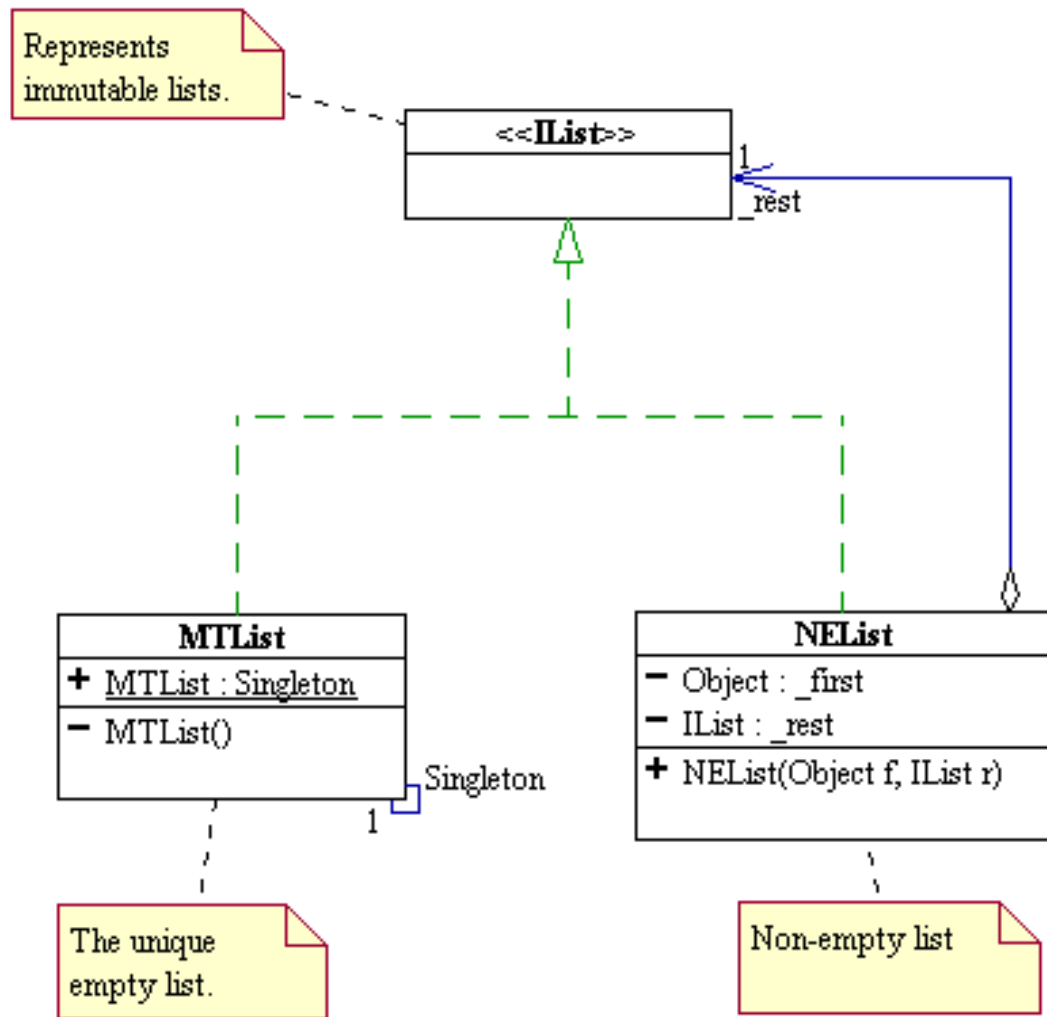 Represents
immutable lists.
<<IList>>
1
_rest
MTList
+ MTList : Singleton
− MTList()
Singleton
1
The unique
empty list.
NEList
− Object : _first
− IList : _rest
+ NEList(Object f, IList r)
Non-empty list